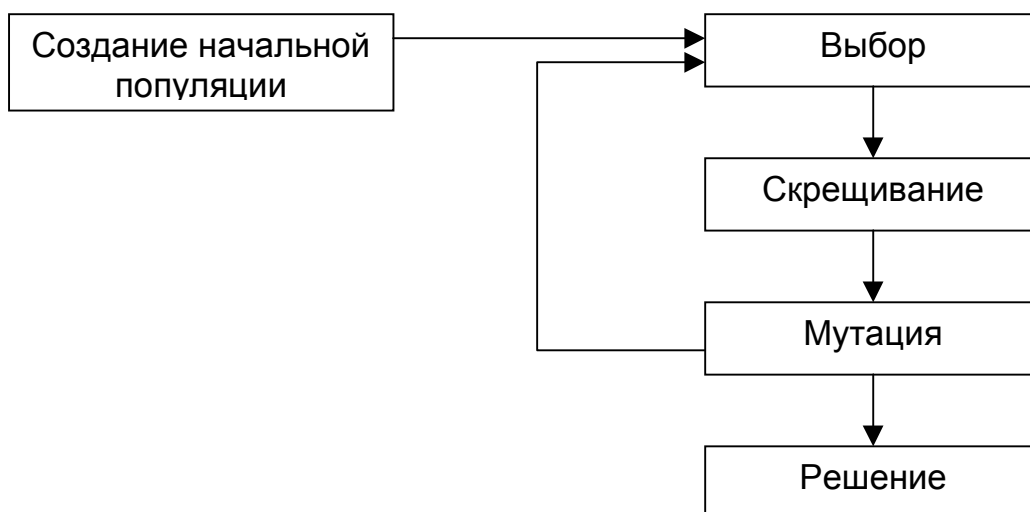 Создание начальной
популяции
Выбор
Скрещивание
Мутация
Решение